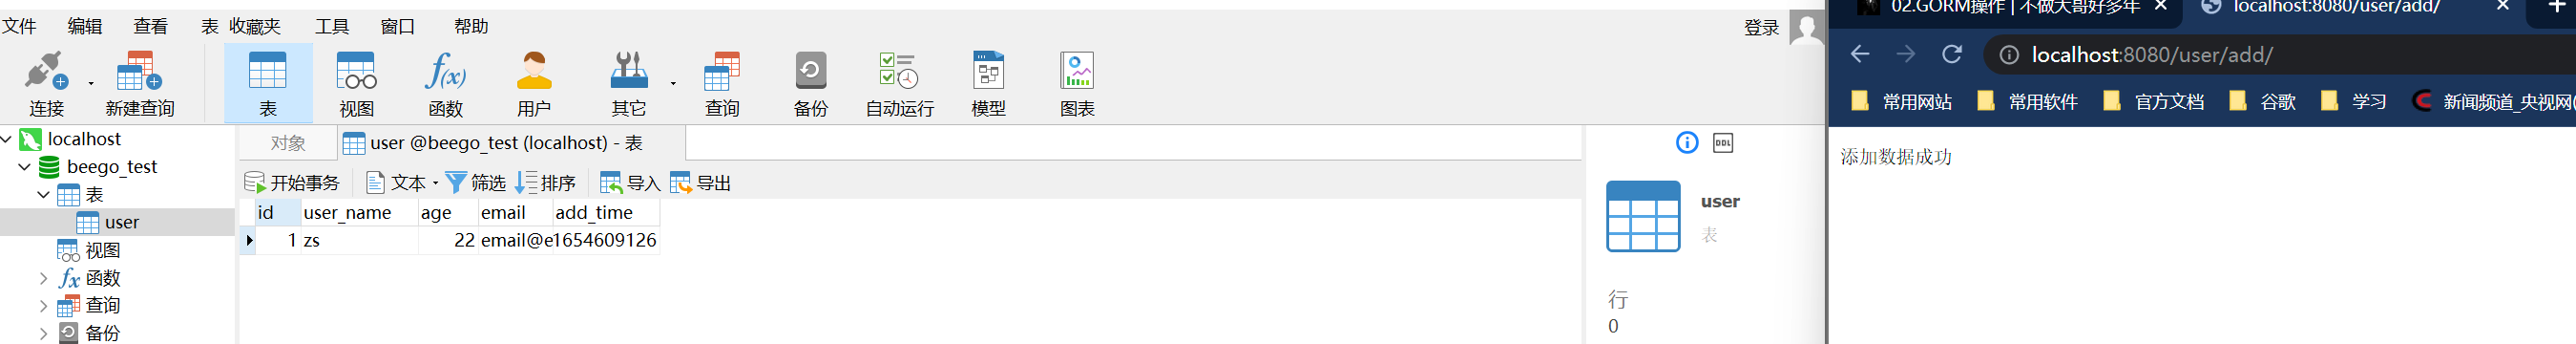 文件 编辑 查看 表 收藏夹 工具 窗口 帮助
登录
连接 新建查询 表 视图 函数 用户 其它 查询 备份 自动运行 模型 图表
localhost
beego_test
表
user
视图
函数
查询
备份
对象 user @beego_test (localhost) - 表
开始事务 文本 筛选 排序 导入 导出
id user_name age email add_time
1 zs 22 email@e1654609126
DDL
user
表
行
0
02.GORM操作 | 不做大哥好多年 localhost:8080/user/add/
localhost:8080/user/add/
常用网站 常用软件 官方文档 谷歌 学习 新闻频道_央视网(
添加数据成功